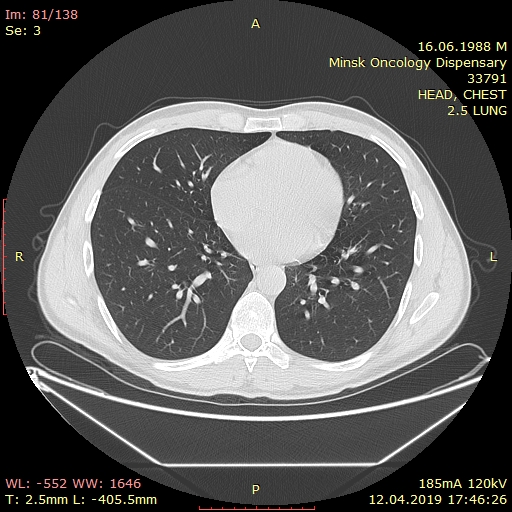 Im: 81/138
Se: 3
A
16.06.1988 M
Minsk Oncology Dispensary
33791
HEAD, CHEST
2.5 LUNG
R
L
WL: -552 WW: 1646
T: 2.5mm L: -405.5mm
P
185mA 120kV
12.04.2019 17:46:26